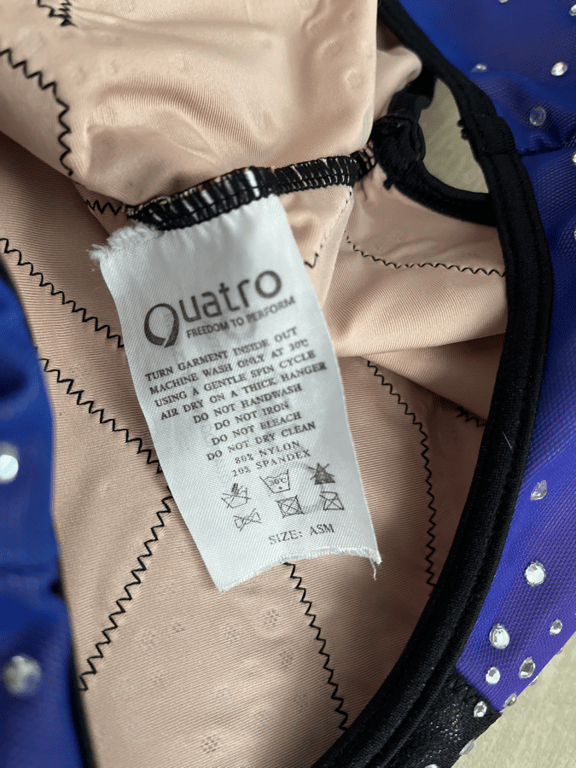 Quatro
FREEDOM TO PERFORM
TURN GARMENT INSIDE OUT
MACHINE WASH ONLY AT 30°C
USING A GENTLE SPIN CYCLE
AIR DRY ON A THICK HANGER
DO NOT HANDWASH
DO NOT IRON
DO NOT BLEACH
DO NOT DRY CLEAN
80% NYLON
20% SPANDEX
30°C
SIZE: ASM